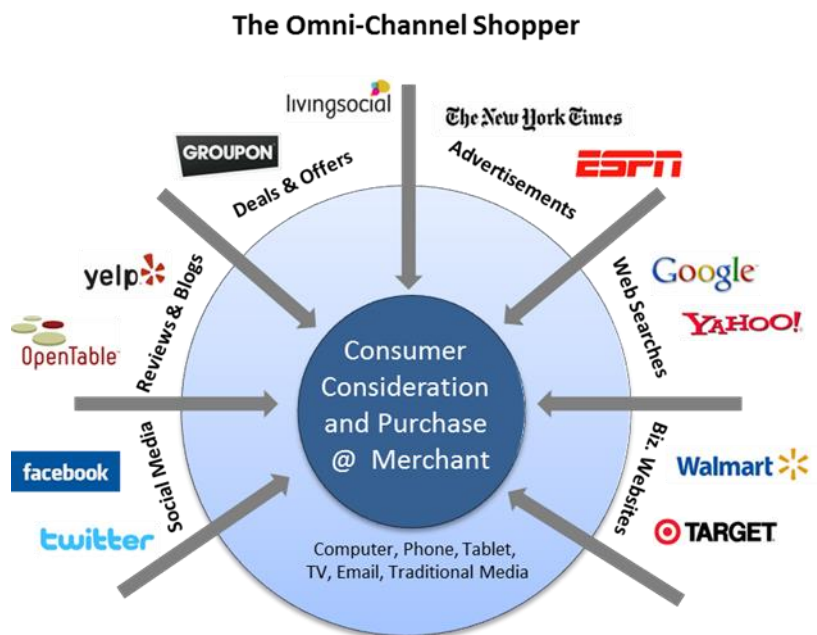 The Omni-Channel Shopper
livingsocial
The New York Times
GROUPON
ESPN
Deals & Offers
Advertisements
yelp
Google
OpenTable
YAHOO!
Reviews & Blogs
Web Searches
Consumer
Consideration
and Purchase
@ Merchant
facebook
twitter
Social Media
Biz. Websites
Walmart
TARGET
Computer, Phone, Tablet,
TV, Email, Traditional Media